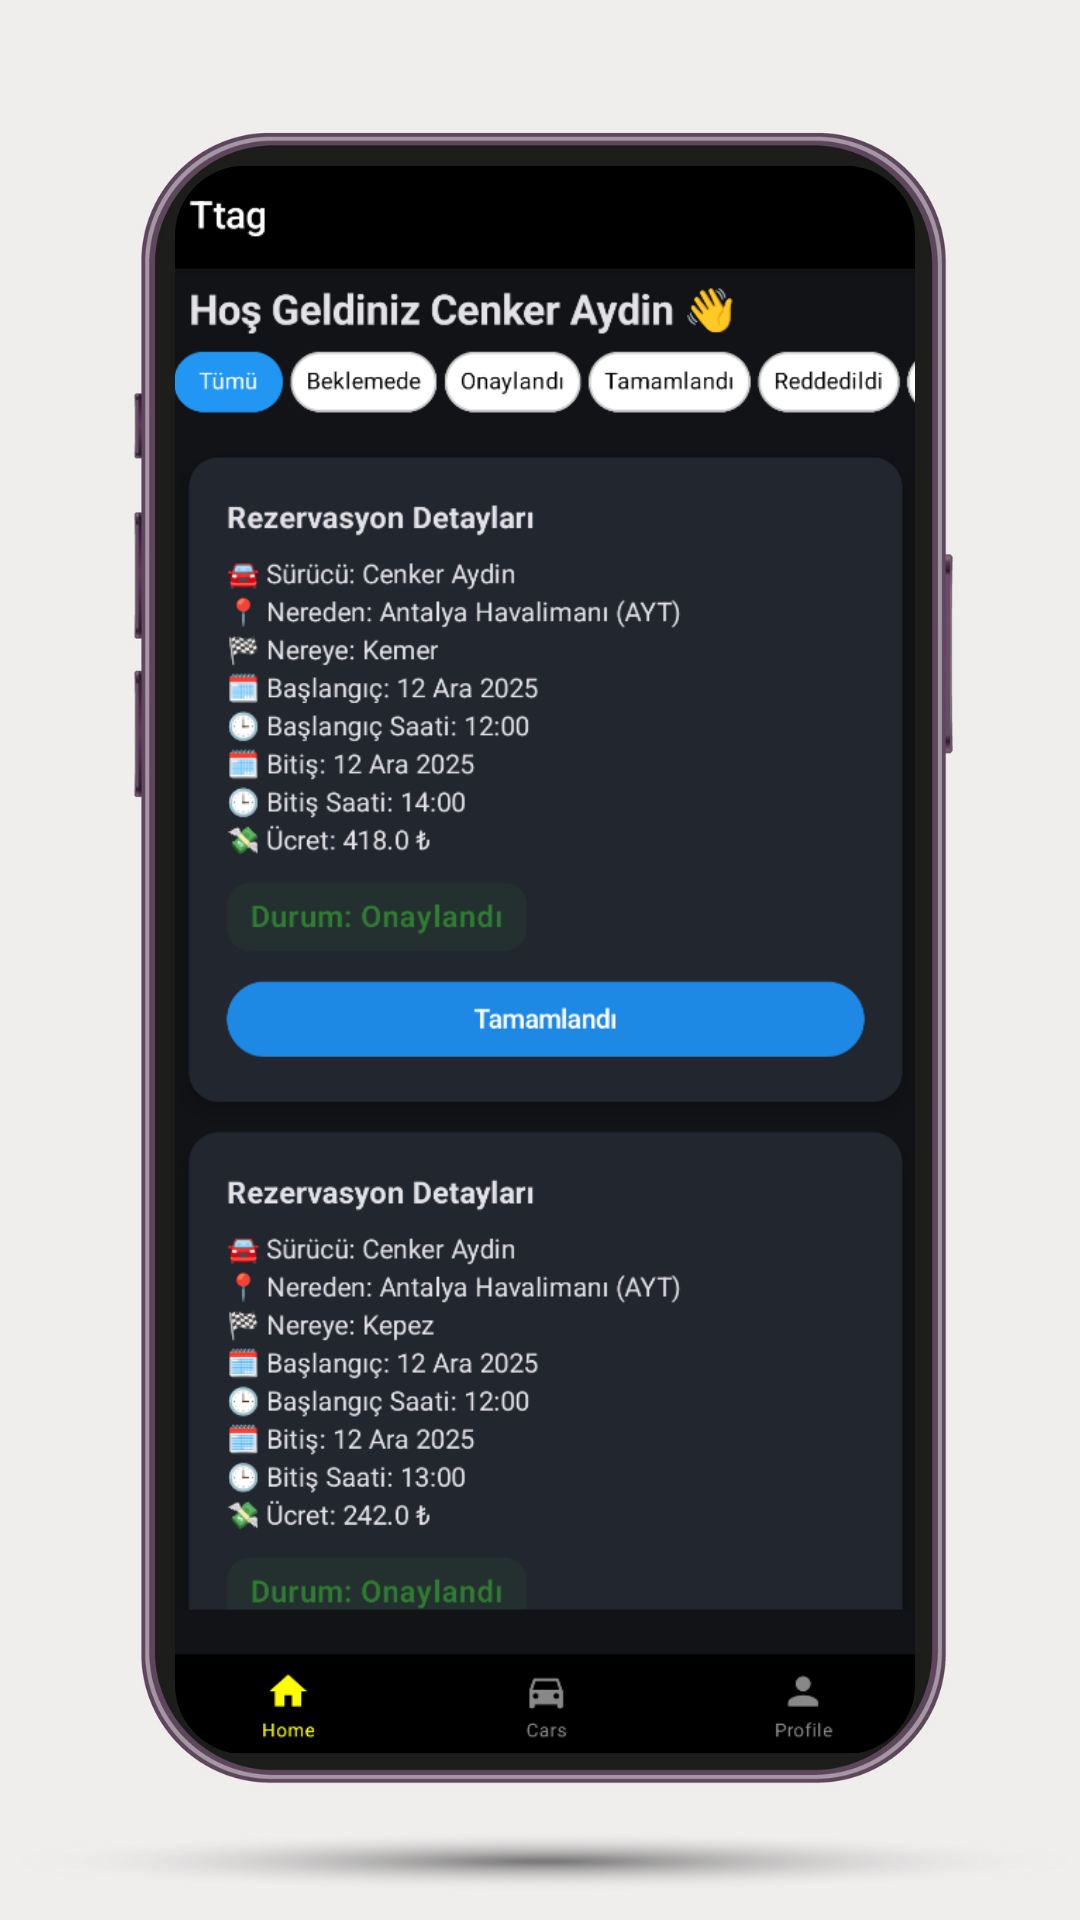 Ttag
Hoş Geldiniz Cenker Aydin 👋
Tümü Beklemede Onaylandı Tamamlandı Reddedildi
Rezervasyon Detayları
🚘 Sürücü: Cenker Aydin
📍 Nereden: Antalya Havalimanı (AYT)
🏁 Nereye: Kemer
🗓️ Başlangıç: 12 Ara 2025
🕒 Başlangıç Saati: 12:00
🗓️ Bitiş: 12 Ara 2025
🕒 Bitiş Saati: 14:00
💸 Ücret: 418.0 ₺
Durum: Onaylandı
Tamamlandı
Rezervasyon Detayları
🚘 Sürücü: Cenker Aydin
📍 Nereden: Antalya Havalimanı (AYT)
🏁 Nereye: Kepez
🗓️ Başlangıç: 12 Ara 2025
🕒 Başlangıç Saati: 12:00
🗓️ Bitiş: 12 Ara 2025
🕒 Bitiş Saati: 13:00
💸 Ücret: 242.0 ₺
Durum: Onaylandı
Home Cars Profile